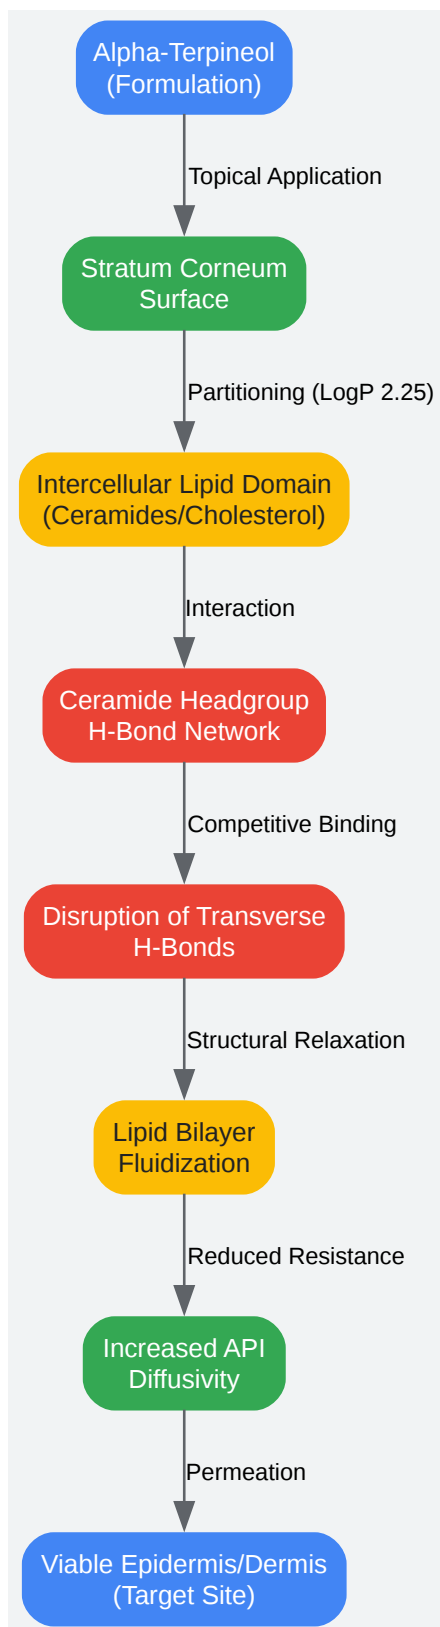 Alpha-Terpineol
(Formulation)
Topical Application
Stratum Corneum
Surface
Partitioning (LogP 2.25)
Intercellular Lipid Domain
(Ceramides/Cholesterol)
Interaction
Ceramide Headgroup
H-Bond Network
Competitive Binding
Disruption of Transverse
H-Bonds
Structural Relaxation
Lipid Bilayer
Fluidization
Reduced Resistance
Increased API
Diffusivity
Permeation
Viable Epidermis/Dermis
(Target Site)